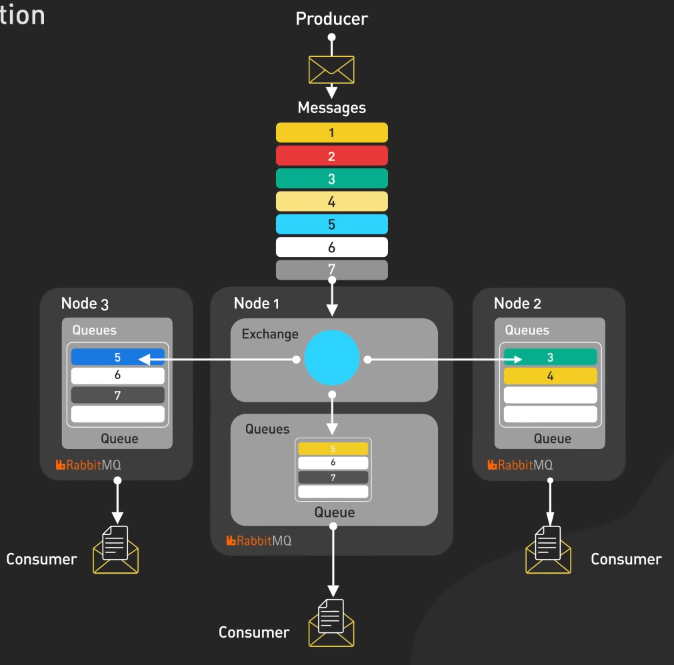 tion
Producer
Messages
1
2
3
4
5
6
7
Node 3
Queues
5
6
7
Queue
RabbitMQ
Consumer
Node 1
Exchange
Queues
5
6
7
Queue
RabbitMQ
Consumer
Node 2
Queues
3
4
Queue
RabbitMQ
Consumer